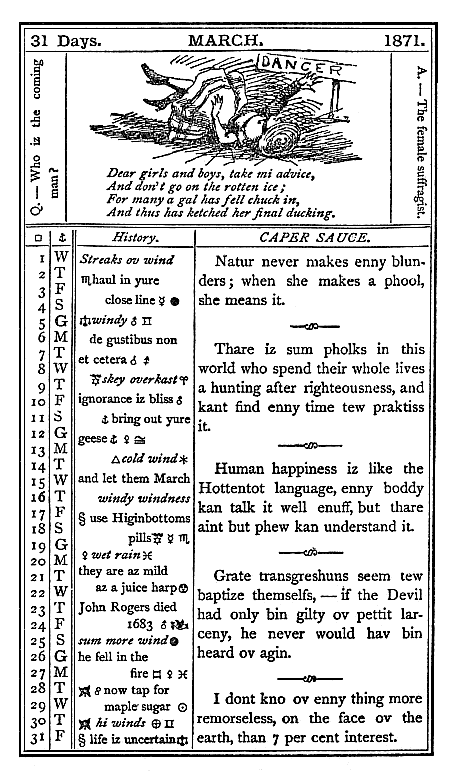 31 Days.
MARCH.
1871.
Q. — Who iz the coming
man?
DANCER
A. — The female suffragist.
Dear girls and boys, take mi advice,
And don't go on the rotten ice;
For many a gal has fell chuck in,
And thus has ketched her final ducking.
□ ⚓ History.
1 W Streaks ov wind
2 T ♏haul in yure
3 F close line ☿ ●
4 S
5 G ♎windy ♂ ♊
6 M de gustibus non
7 T
8 W et cetera ♂
9 T skey overkast♈
10 F ignorance iz bliss ♂
11 S ⚓ bring out yure
12 G geese⚓ ♀
13 M △cold wind✳
14 T
15 W and let them March
16 T windy windness
17 F § use Higinbottoms
18 S pills ☿ ♏
19 G ♀ wet rain♓
20 M
21 T they are az mild
22 W az a juice harp
23 T John Rogers died
24 F 1683 ♂
25 S sum more wind
26 G he fell in the
27 M fire ♀ ♓
28 T now tap for
29 W maple sugar ⊙
30 T hi winds ⊕ ♊
31 F § life iz uncertain♎
CAPER SAUCE.
Natur never makes enny blun-
ders; when she makes a phool,
she means it.
Thare iz sum pholks in this
world who spend their whole lives
a hunting after righteousness, and
kant find enny time tew praktiss
it.
Human happiness iz like the
Hottentot language, enny boddy
kan talk it well enuff, but thare
aint but phew kan understand it.
Grate transgreshuns seem tew
baptize themselfs, — if the Devil
had only bin gilty ov pettit lar-
ceny, he never would hav bin
heard ov agin.
I dont kno ov enny thing more
remorseless, on the face ov the
earth, than 7 per cent interest.